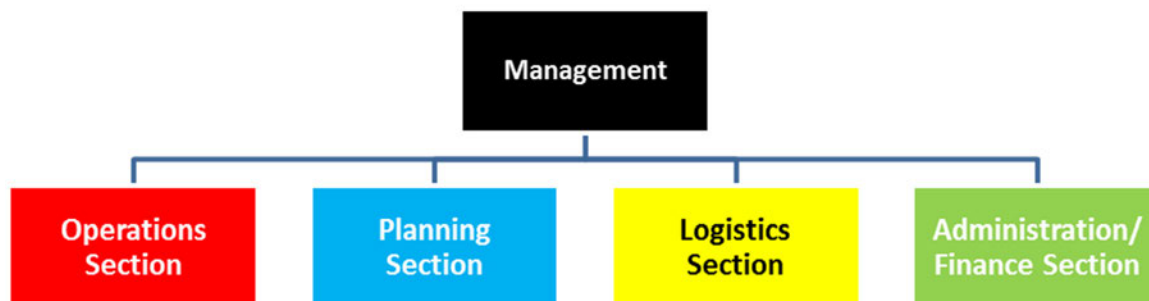 Management
Operations
Section
Planning
Section
Logistics
Section
Administration/
Finance Section